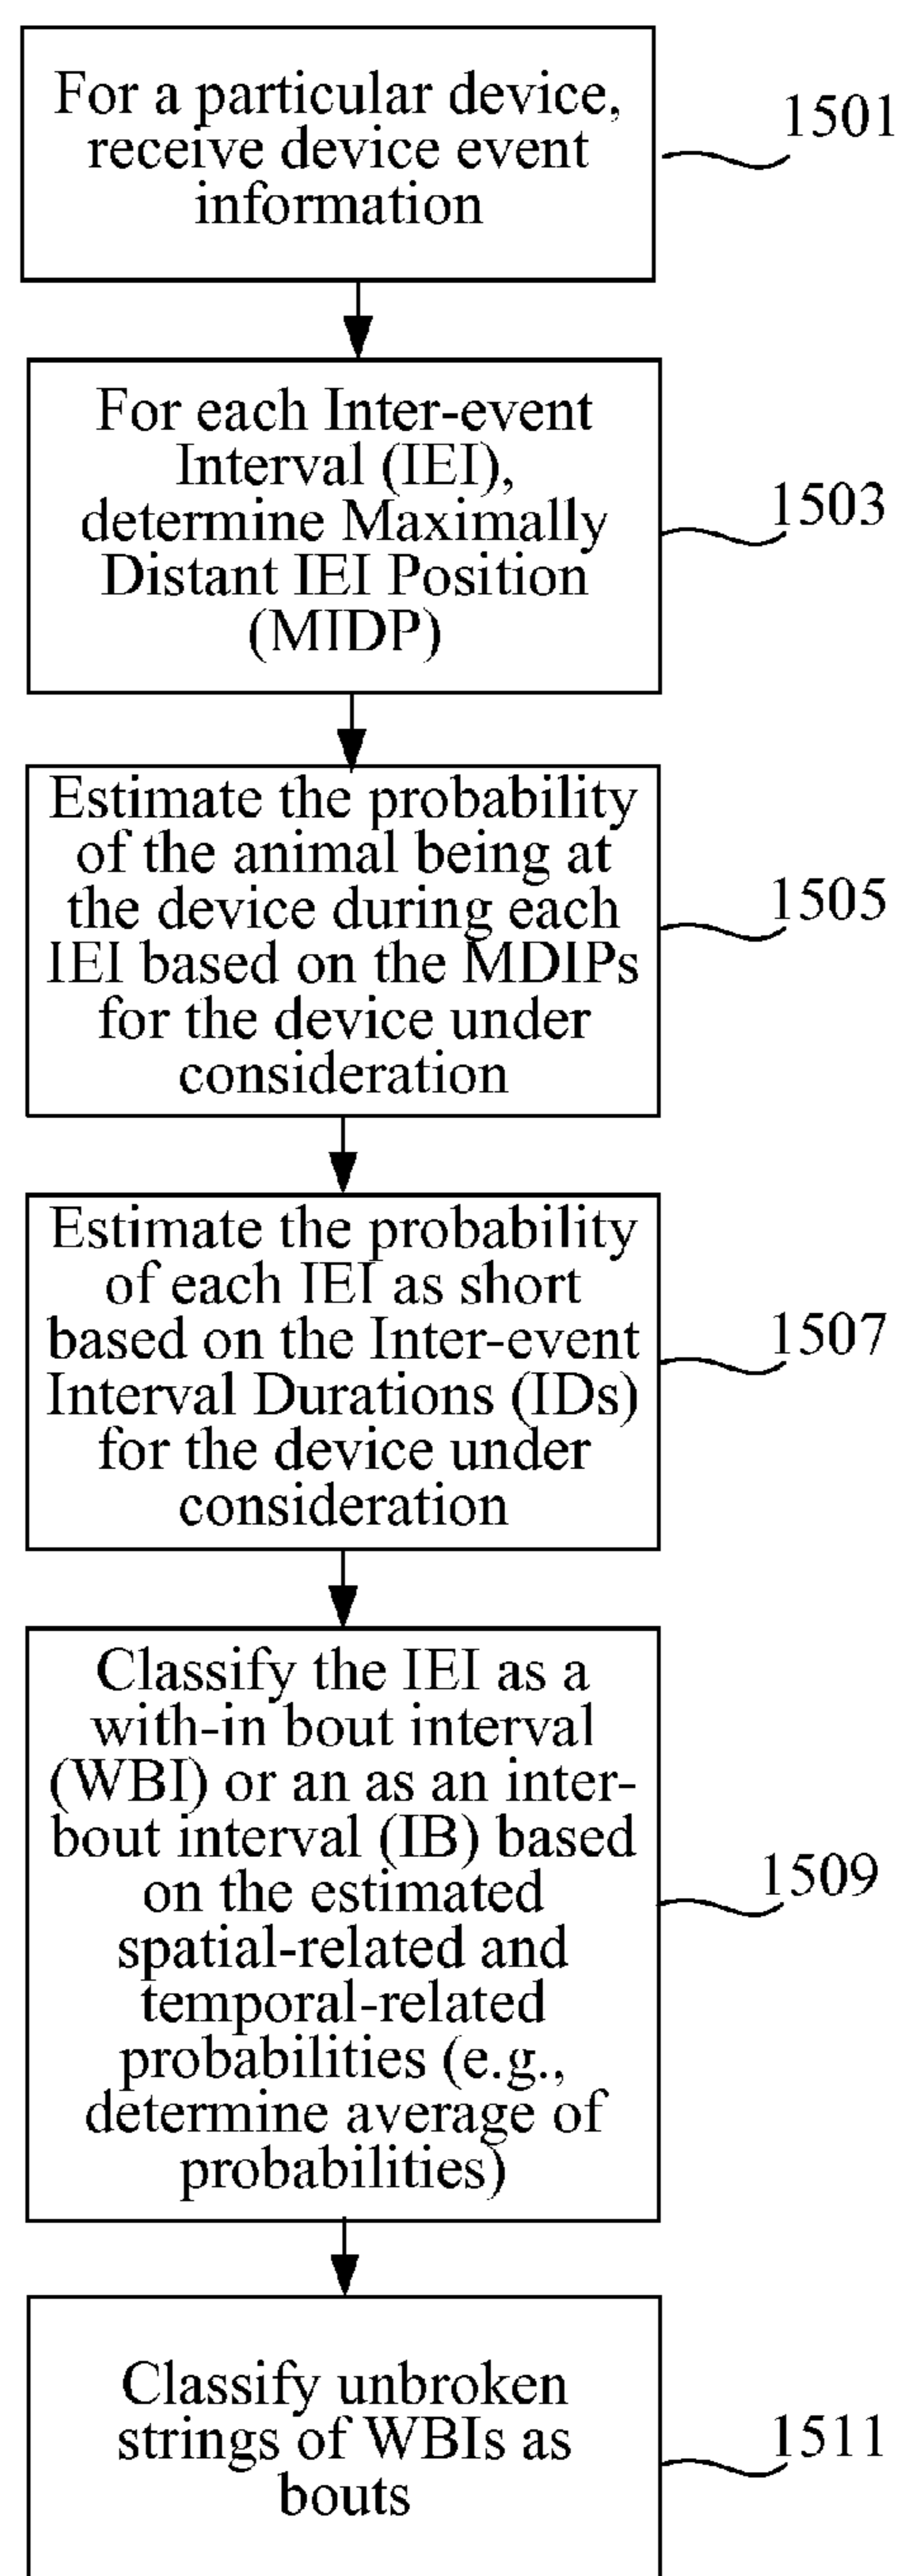 For a particular device,
receive device event
information
1501
For each Inter-event
Interval (IEI),
determine Maximally
Distant IEI Position
(MIDP)
1503
Estimate the probability
of the animal being at
the device during each
IEI based on the MDIPs
for the device under
consideration
1505
Estimate the probability
of each IEI as short
based on the Inter-event
Interval Durations (IDs)
for the device under
consideration
1507
Classify the IEI as a
with-in bout interval
(WBI) or an as an inter-
bout interval (IB) based
on the estimated
spatial-related and
temporal-related
probabilities (e.g.,
determine average of
probabilities)
1509
Classify unbroken
strings of WBIs as
bouts
1511